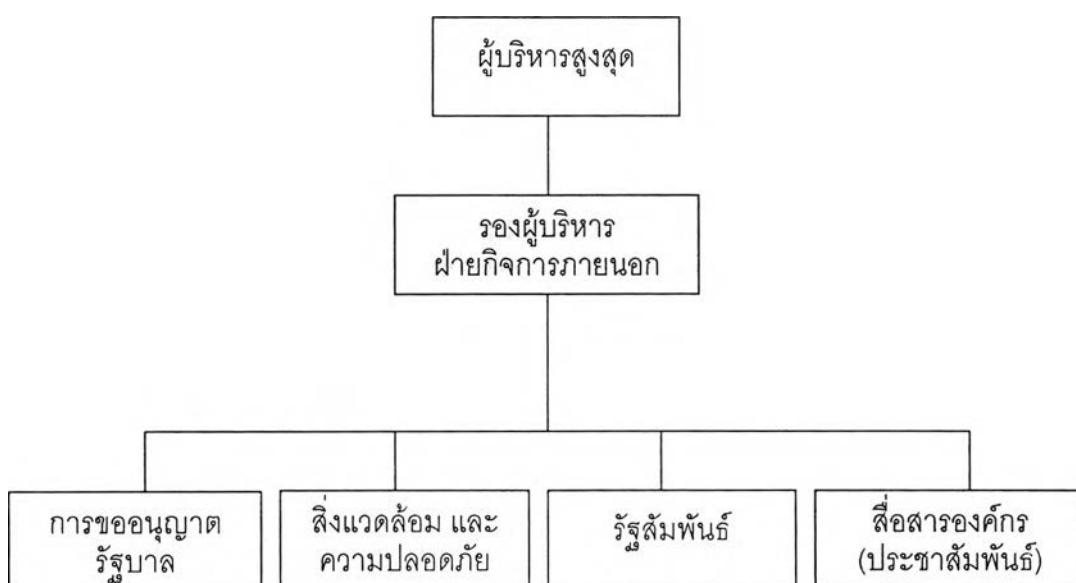 ผู้บริหารสูงสุด
รองผู้บริหาร
ฝ่ายกิจการภายนอก
การขออนุญาต
รัฐบาล
สิ่งแวดล้อม และ
ความปลอดภัย
รัฐสัมพันธ์
สื่อสารองค์กร
(ประชาสัมพันธ์)